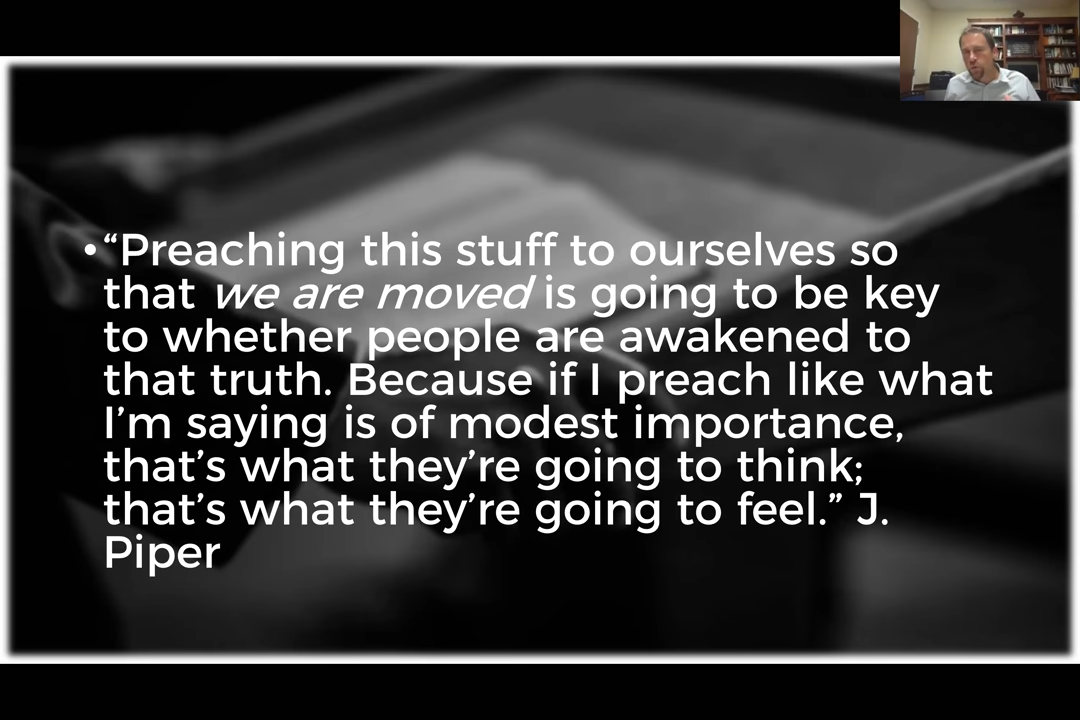 • “Preaching this stuff to ourselves so
that we are moved is going to be key
to whether people are awakened to
that truth. Because if I preach like what
I’m saying is of modest importance,
that’s what they’re going to think;
that’s what they’re going to feel.” J.
Piper